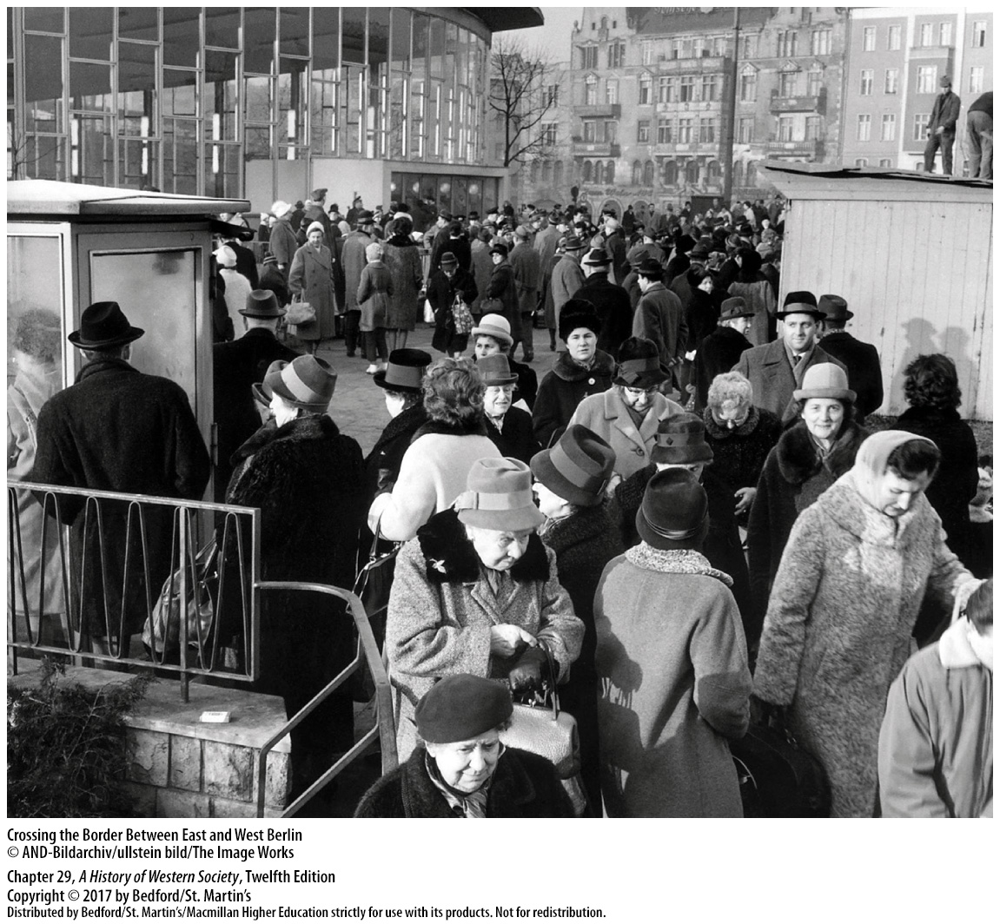 Crossing the Border Between East and West Berlin
© AND-Bildarchiv/ullstein bild/The Image Works
Chapter 29, A History of Western Society, Twelfth Edition
Copyright © 2017 by Bedford/St. Martin’s
Distributed by Bedford/St. Martin’s/Macmillan Higher Education strictly for use with its products. Not for redistribution.